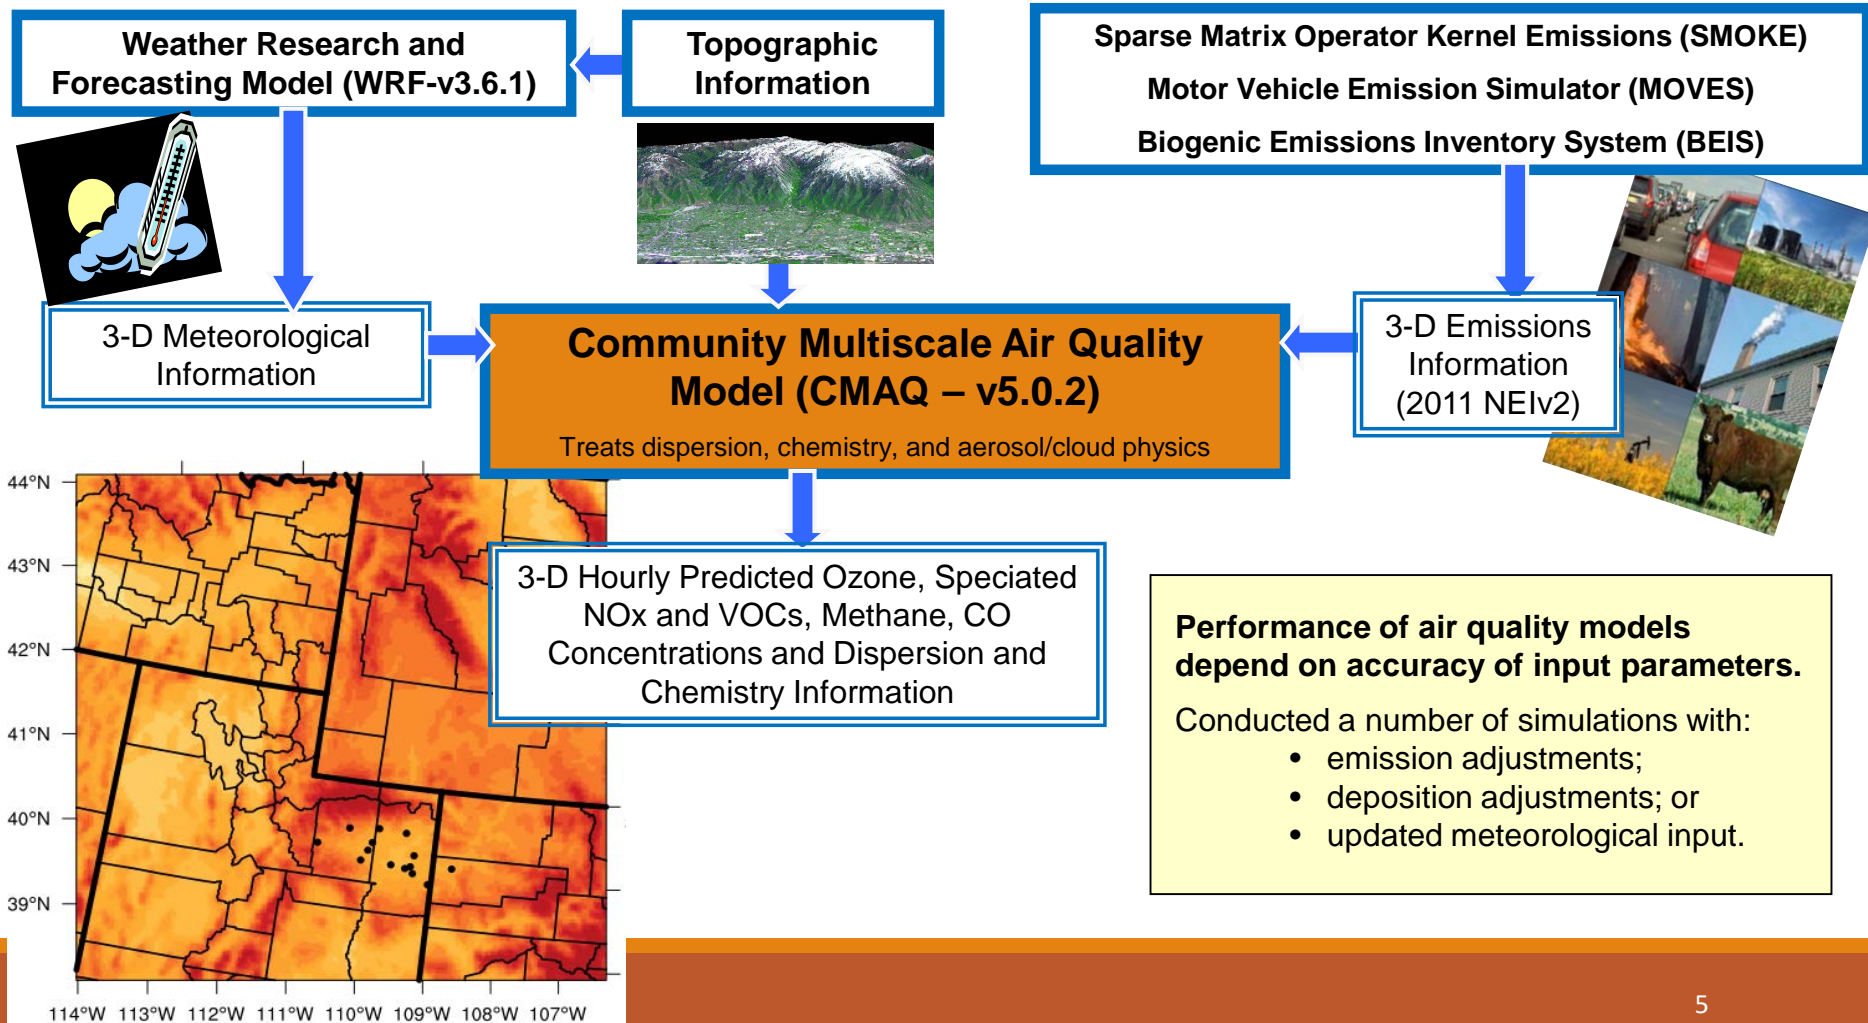 Weather Research and
Forecasting Model (WRF-v3.6.1)
Topographic
Information
Sparse Matrix Operator Kernel Emissions (SMOKE)
Motor Vehicle Emission Simulator (MOVES)
Biogenic Emissions Inventory System (BEIS)
3-D Meteorological
Information
Community Multiscale Air Quality
Model (CMAQ – v5.0.2)
Treats dispersion, chemistry, and aerosol/cloud physics
3-D Emissions
Information
(2011 NEIv2)
3-D Hourly Predicted Ozone, Speciated
NOx and VOCs, Methane, CO
Concentrations and Dispersion and
Chemistry Information
44°N
43°N
42°N
41°N
40°N
39°N
114°W 113°W 112°W 111°W 110°W 109°W 108°W 107°W
Performance of air quality models
depend on accuracy of input parameters.
Conducted a number of simulations with:
• emission adjustments;
• deposition adjustments; or
• updated meteorological input.
5